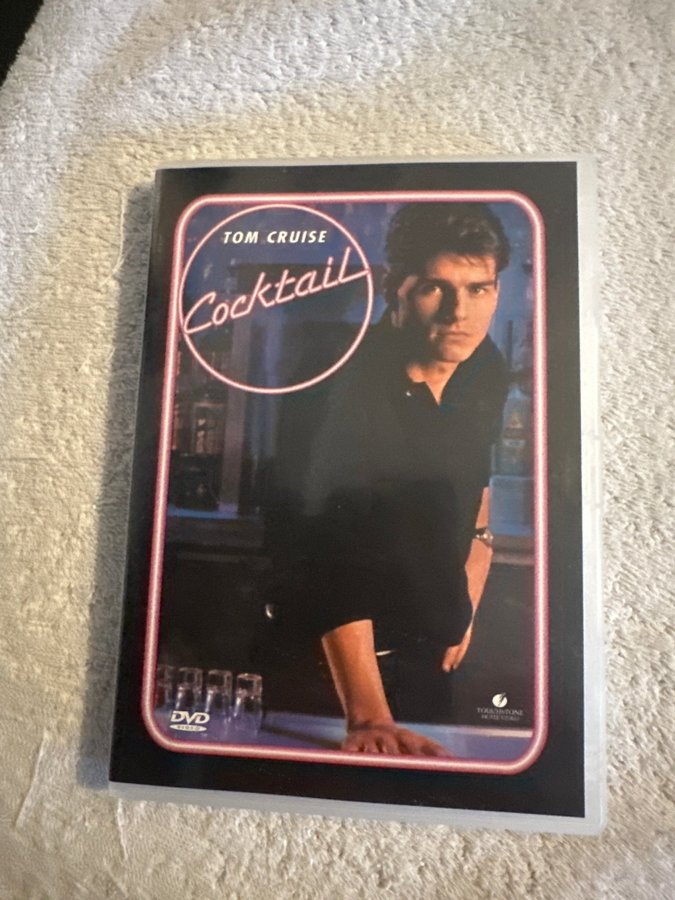 TOM CRUISE
Cocktail
DVD
VIDEO
TOUCHSTONE
HOME VIDEO